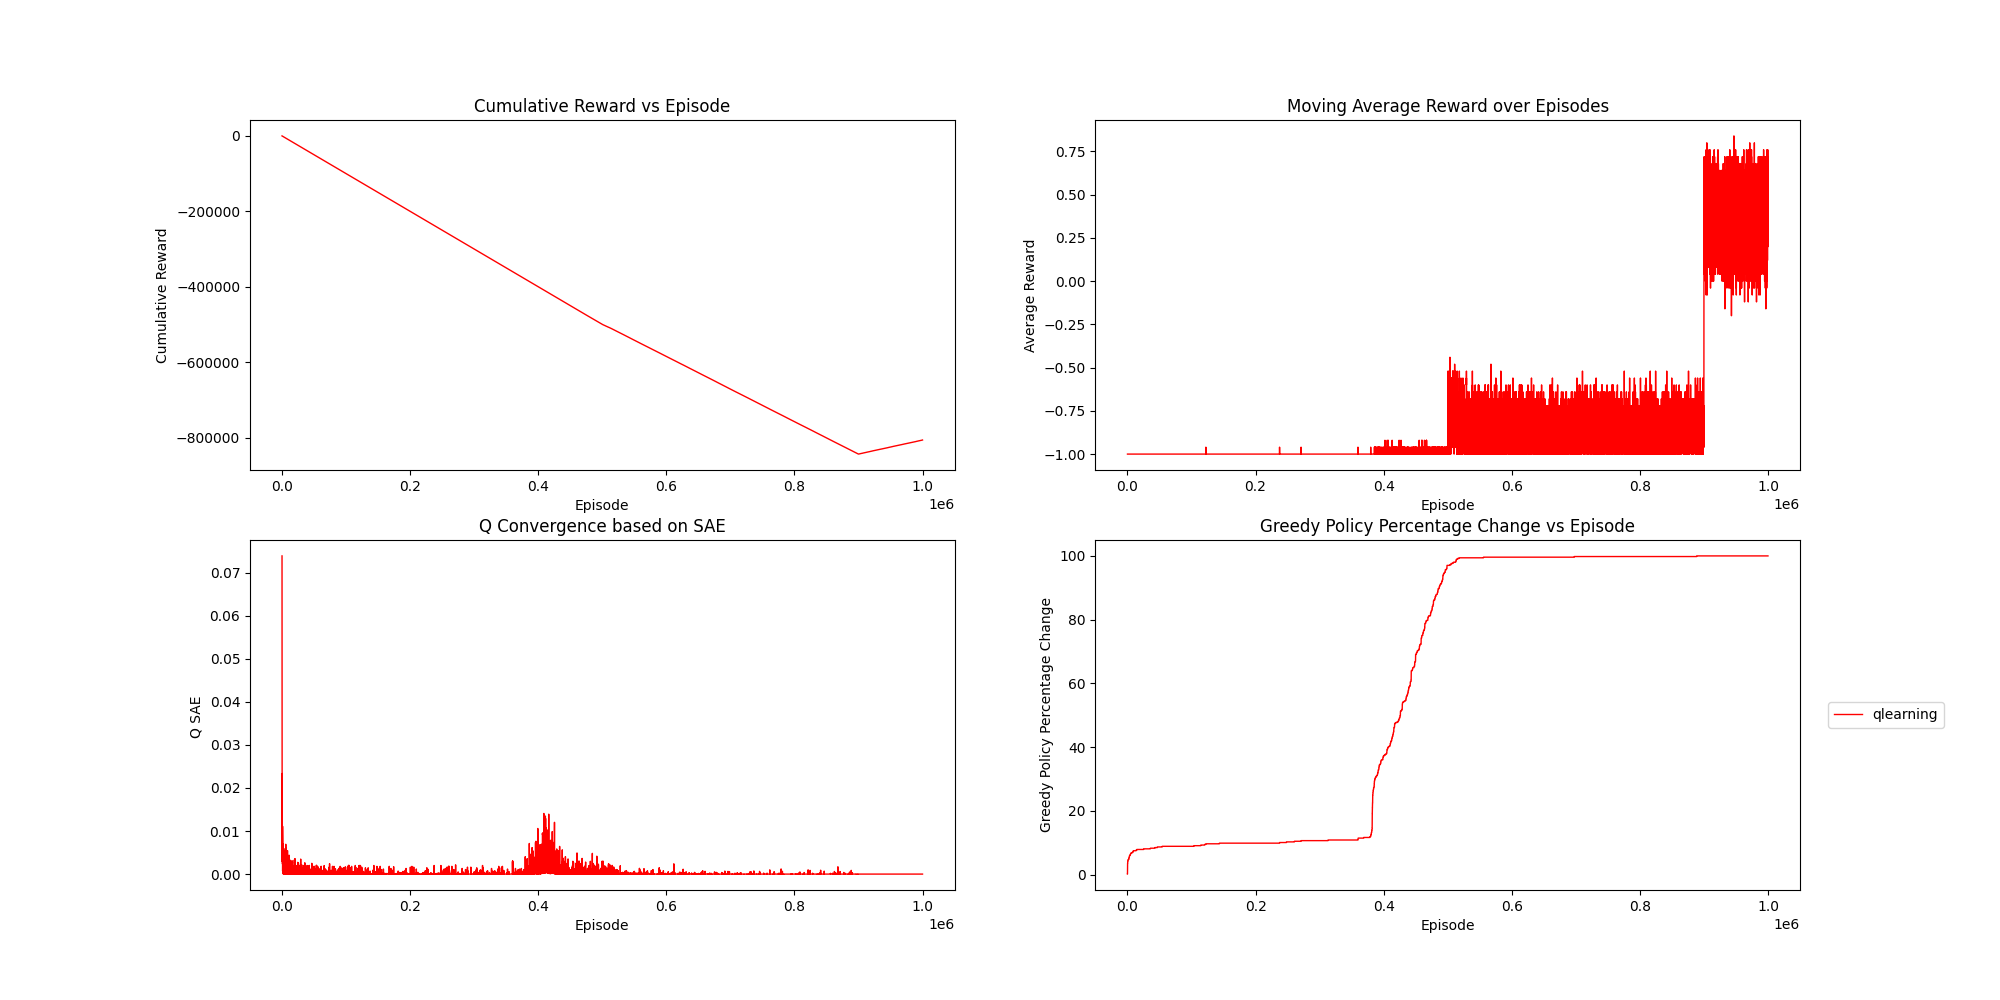 Cumulative Reward vs Episode
Cumulative Reward
0
−200000
−400000
−600000
−800000
0.0 0.2 0.4 0.6 0.8 1.0
1e6
Episode
Moving Average Reward over Episodes
Average Reward
0.75
0.50
0.25
0.00
−0.25
−0.50
−0.75
−1.00
0.0 0.2 0.4 0.6 0.8 1.0
1e6
Episode
Q Convergence based on SAE
Q SAE
0.07
0.06
0.05
0.04
0.03
0.02
0.01
0.00
0.0 0.2 0.4 0.6 0.8 1.0
1e6
Episode
Greedy Policy Percentage Change vs Episode
Greedy Policy Percentage Change
100
80
60
40
20
0
0.0 0.2 0.4 0.6 0.8 1.0
1e6
Episode
qlearning